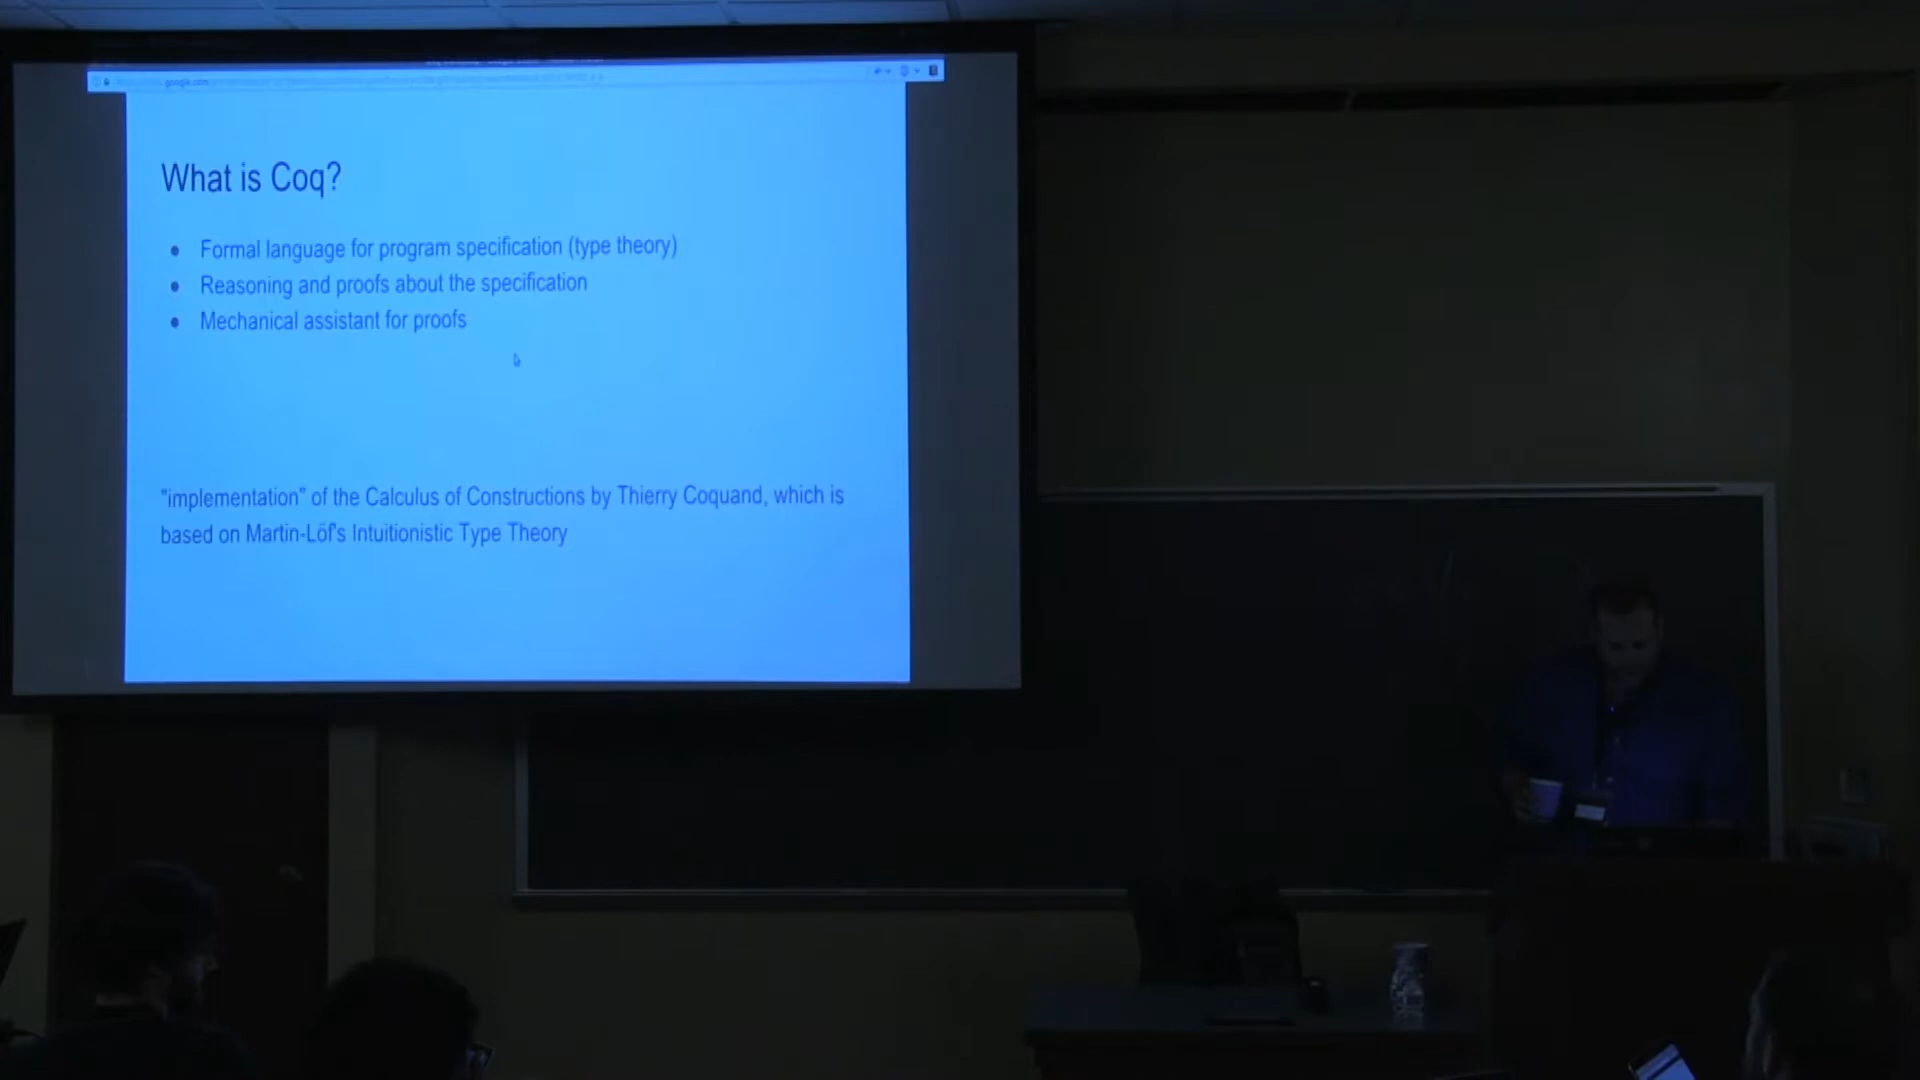 google.com
What is Coq?
● Formal language for program specification (type theory)
● Reasoning and proofs about the specification
● Mechanical assistant for proofs
"implementation" of the Calculus of Constructions by Thierry Coquand, which is
based on Martin-Löf's Intuitionistic Type Theory